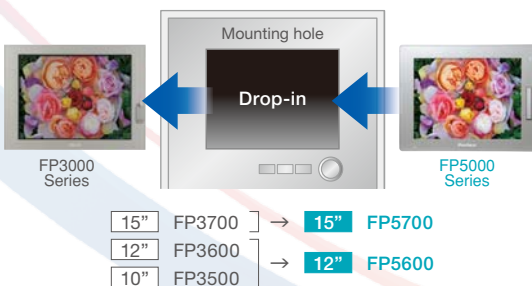 Mounting hole
Drop-in
FP3000
Series
FP5000
Series
15” FP3700 → 15” FP5700
12” FP3600
→ 12” FP5600
10” FP3500